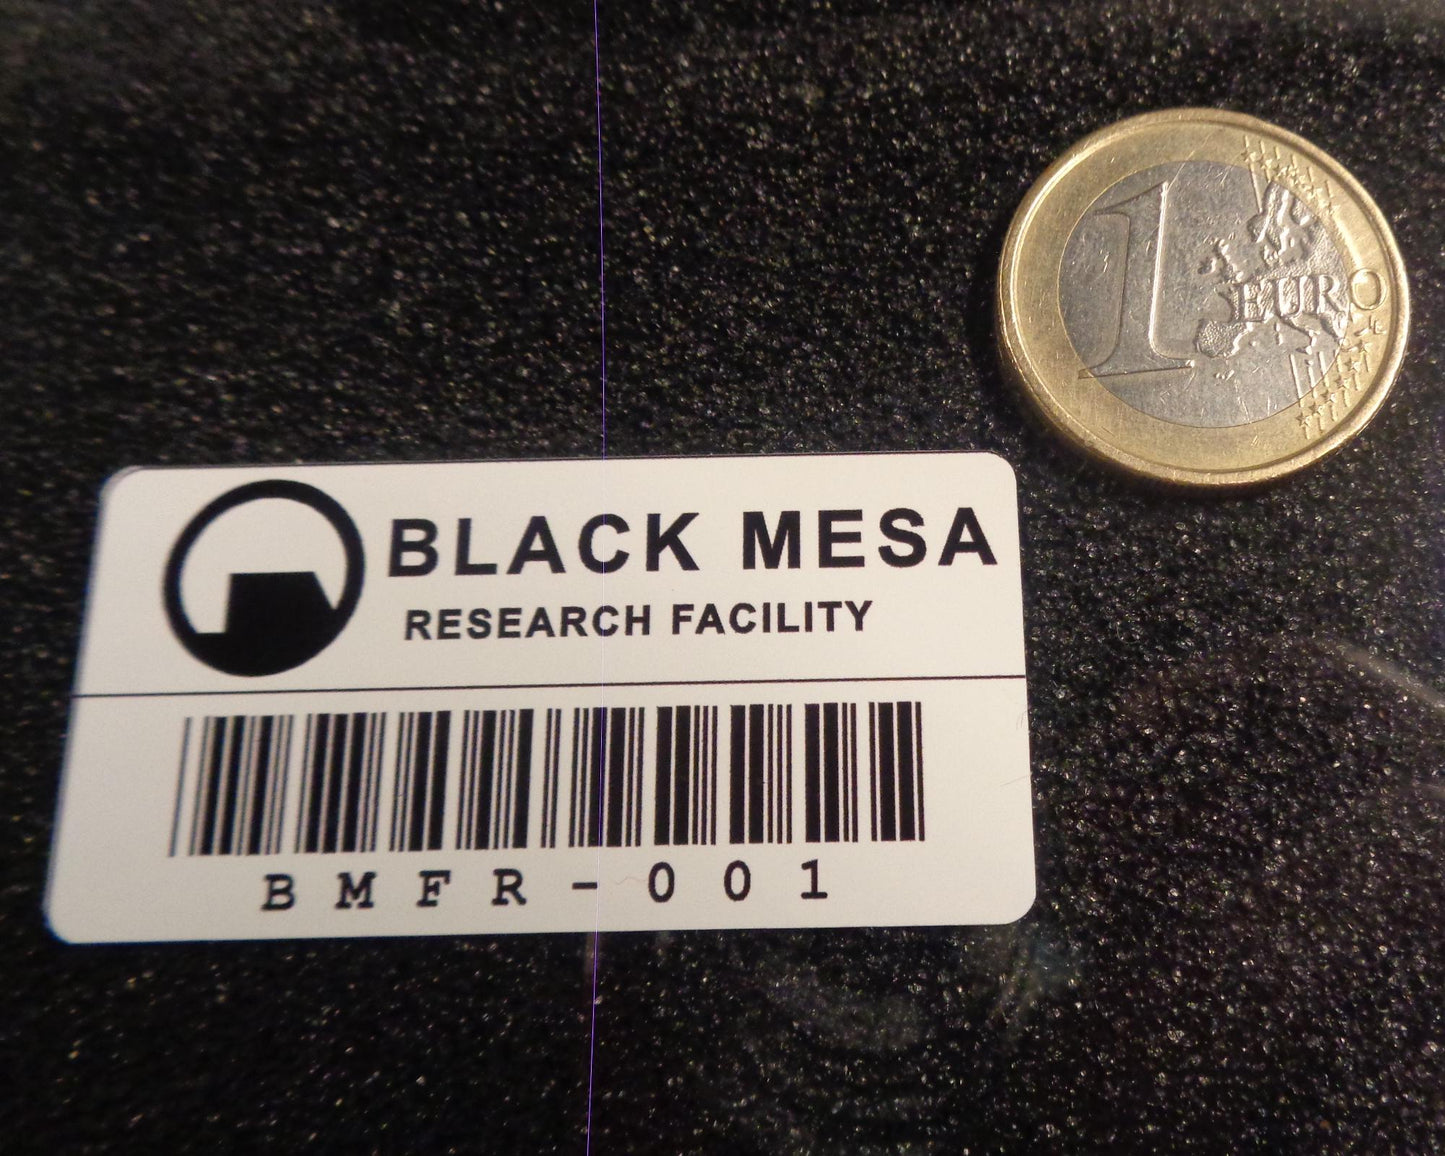 1 EURO
BLACK MESA
RESEARCH FACILITY
BMFR-001